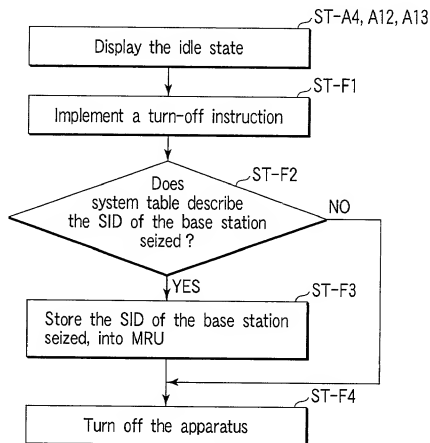 ST-A4, A12, A13
Display the idle state
ST-F1
Implement a turn-off instruction
ST-F2
Does
system table describe
the SID of the base station
seized ?
NO
YES
ST-F3
Store the SID of the base station
seized, into MRU
ST-F4
Turn off the apparatus